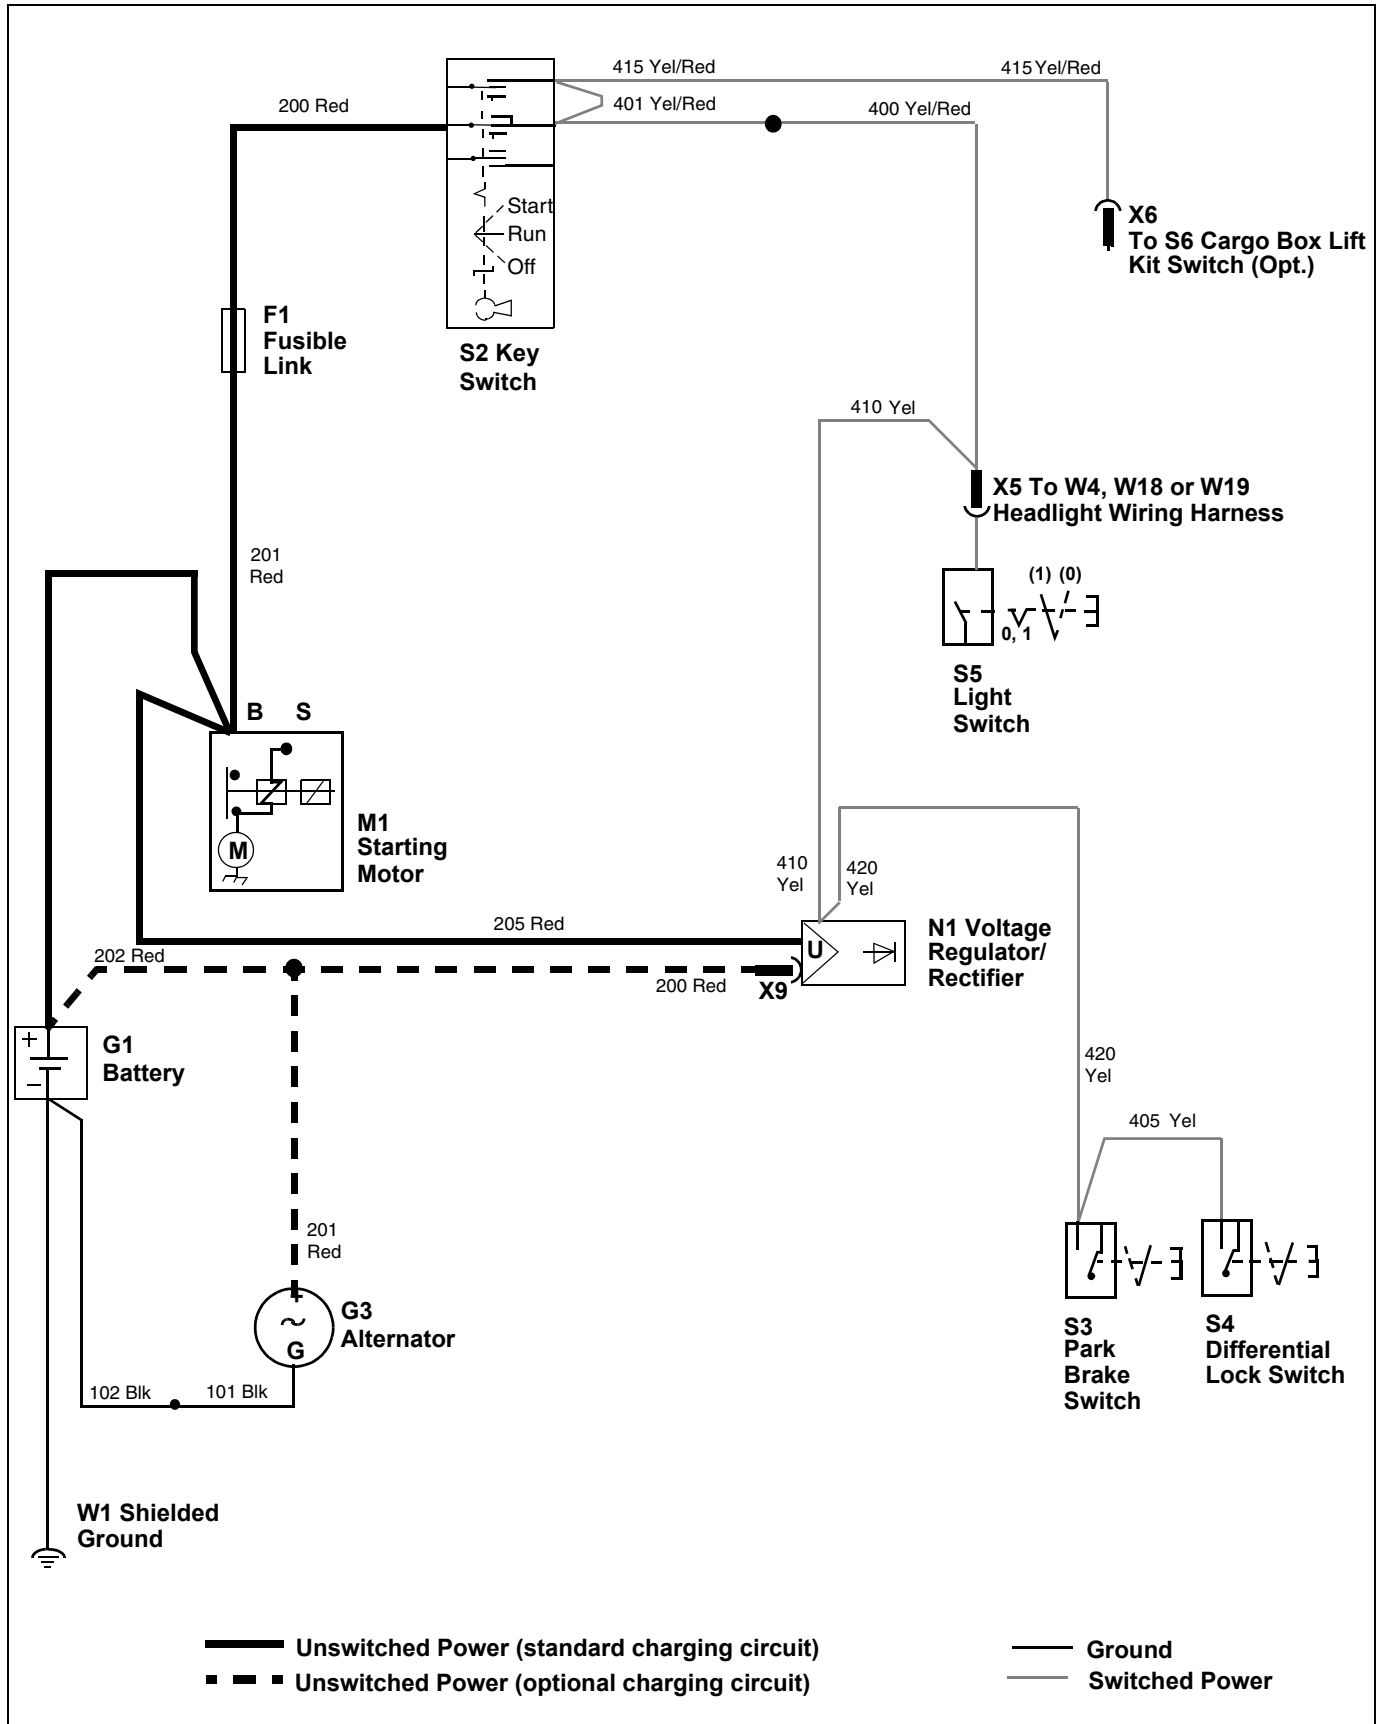 415 Yel/Red
415 Yel/Red
200 Red
401 Yel/Red
400 Yel/Red
Start
Run
Off
X6
To S6 Cargo Box Lift
Kit Switch (Opt.)
F1
Fusible
Link
S2 Key
Switch
410 Yel
X5 To W4, W18 or W19
Headlight Wiring Harness
201
Red
(1) (0)
0, 1
S5
Light
Switch
B S
M
M1
Starting
Motor
410
Yel
420
Yel
205 Red
N1 Voltage
Regulator/
Rectifier
U
202 Red
200 Red
X9
+
–
G1
Battery
420
Yel
405 Yel
201
Red
+
~
G
G3
Alternator
S3
Park
Brake
Switch
S4
Differential
Lock Switch
102 Blk
101 Blk
W1 Shielded
Ground
Unswitched Power (standard charging circuit)
Unswitched Power (optional charging circuit)
Ground
Switched Power